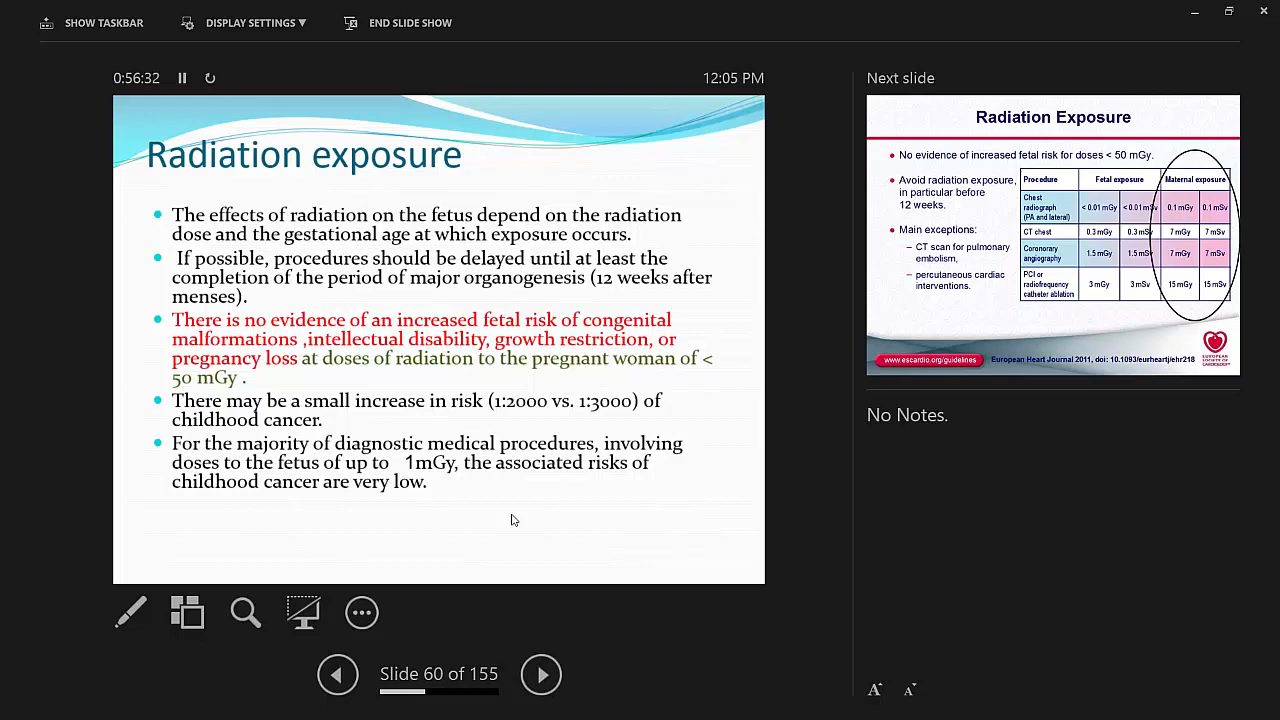 SHOW TASKBAR
DISPLAY SETTINGS ▼
END SLIDE SHOW
0:56:32
12:05 PM
Radiation exposure
• The effects of radiation on the fetus depend on the radiation
dose and the gestational age at which exposure occurs.
• If possible, procedures should be delayed until at least the
completion of the period of major organogenesis (12 weeks after
menses).
• There is no evidence of an increased fetal risk of congenital
malformations ,intellectual disability, growth restriction, or
pregnancy loss at doses of radiation to the pregnant woman of <
50 mGy .
• There may be a small increase in risk (1:2000 vs. 1:3000) of
childhood cancer.
• For the majority of diagnostic medical procedures, involving
doses to the fetus of up to 1mGy, the associated risks of
childhood cancer are very low.
Slide 60 of 155
Next slide
Radiation Exposure
• No evidence of increased fetal risk for doses < 50 mGy.
• Avoid radiation exposure,
in particular before
12 weeks.
• Main exceptions:
– CT scan for pulmonary
embolism,
– percutaneous cardiac
interventions.
Procedure Fetal exposure Maternal exposure
Chest
radiograph
(PA and lateral) < 0.01 mGy < 0.01 mSv 0.1 mGy 0.1 mSv
CT chest 0.3 mGy 0.3 mSv 7 mGy 7 mSv
Coronorary
angiography 1.5 mGy 1.5 mSv 7 mGy 7 mSv
PCI or
radiofrequency
catheter ablation 3 mGy 3 mSv 15 mGy 15 mSv
www.escardio.org/guidelines
European Heart Journal 2011, doi: 10.1093/eurheartj/ehr218
EUROPEAN
SOCIETY OF
CARDIOLOGY
No Notes.
A A